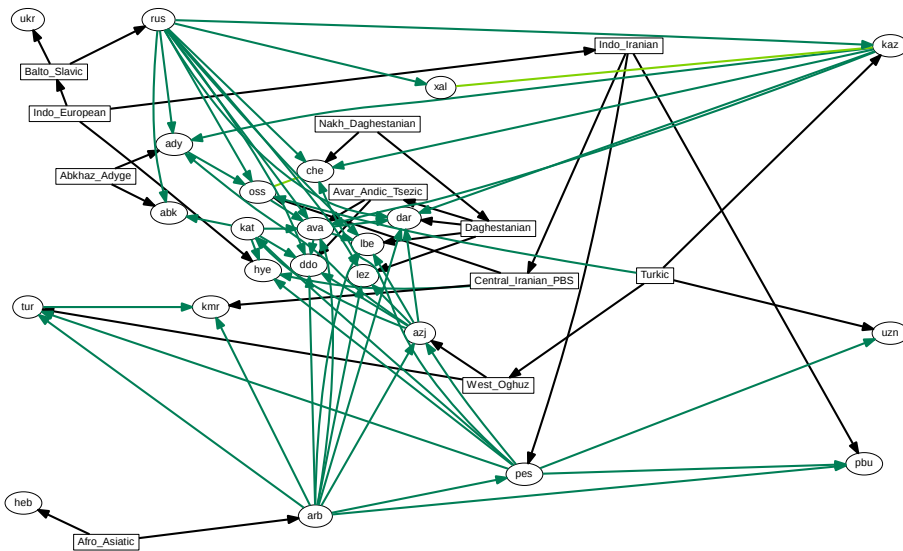 ukr
rus
Indo_Iranian
kaz
Balto_Slavic
xal
Indo_European
Nakh_Daghestanian
ady
che
Abkhaz_Adyge
oss
Avar_Andic_Tsezic
abk
kat
ava
dar
Daghestanian
lbe
hye
ddo
lez
Central_Iranian_PBS
Turkic
tur
kmr
azj
uzn
West_Oghuz
pes
pbu
heb
arb
Afro_Asiatic